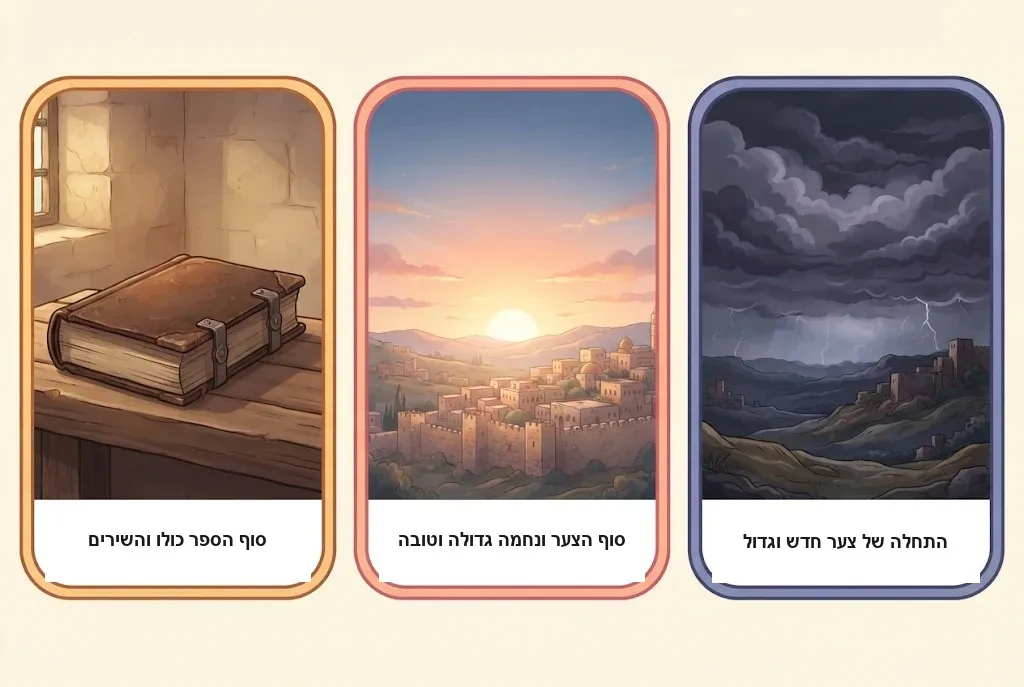 התחלה של צער חדש וגדול
סוף הצער ונחמה גדולה וטובה
סוף הספר כולו והשירים